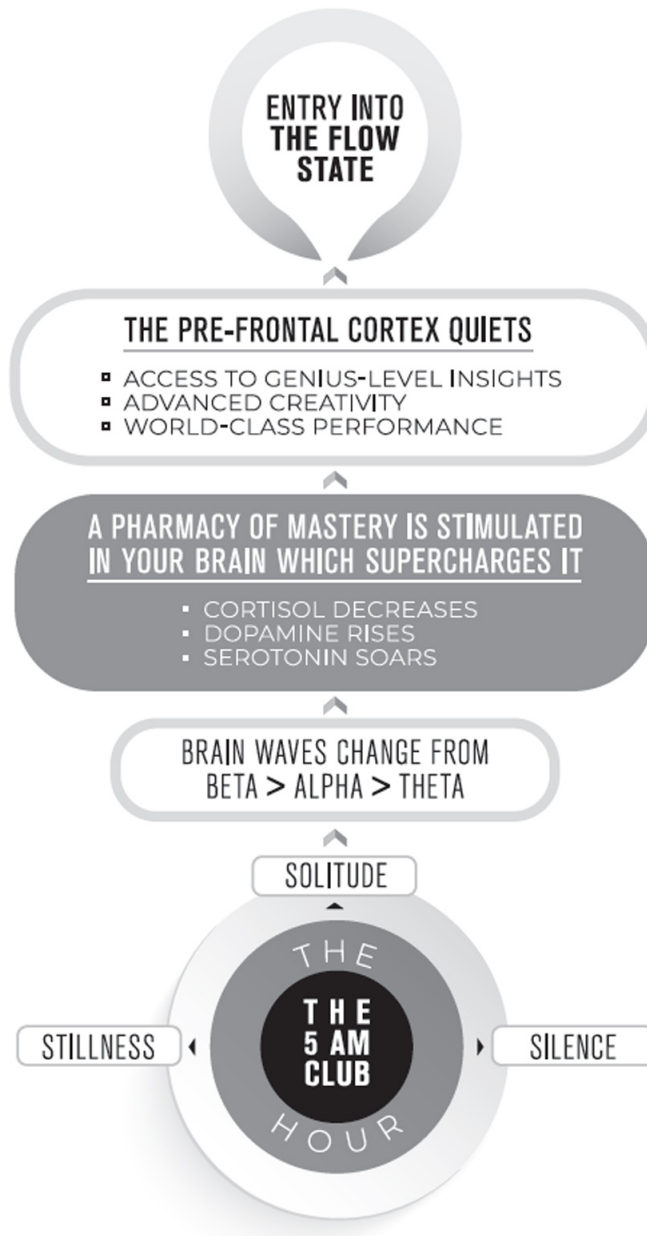 ENTRY INTO
THE FLOW
STATE
THE PRE-FRONTAL CORTEX QUIETS
ACCESS TO GENIUS-LEVEL INSIGHTS
ADVANCED CREATIVITY
WORLD-CLASS PERFORMANCE
A PHARMACY OF MASTERY IS STIMULATED
IN YOUR BRAIN WHICH SUPERCHARGES IT
CORTISOL DECREASES
DOPAMINE RISES
SEROTONIN SOARS
BRAIN WAVES CHANGE FROM
BETA > ALPHA > THETA
SOLITUDE
THE
THE
5 AM
CLUB
HOUR
STILLNESS
SILENCE